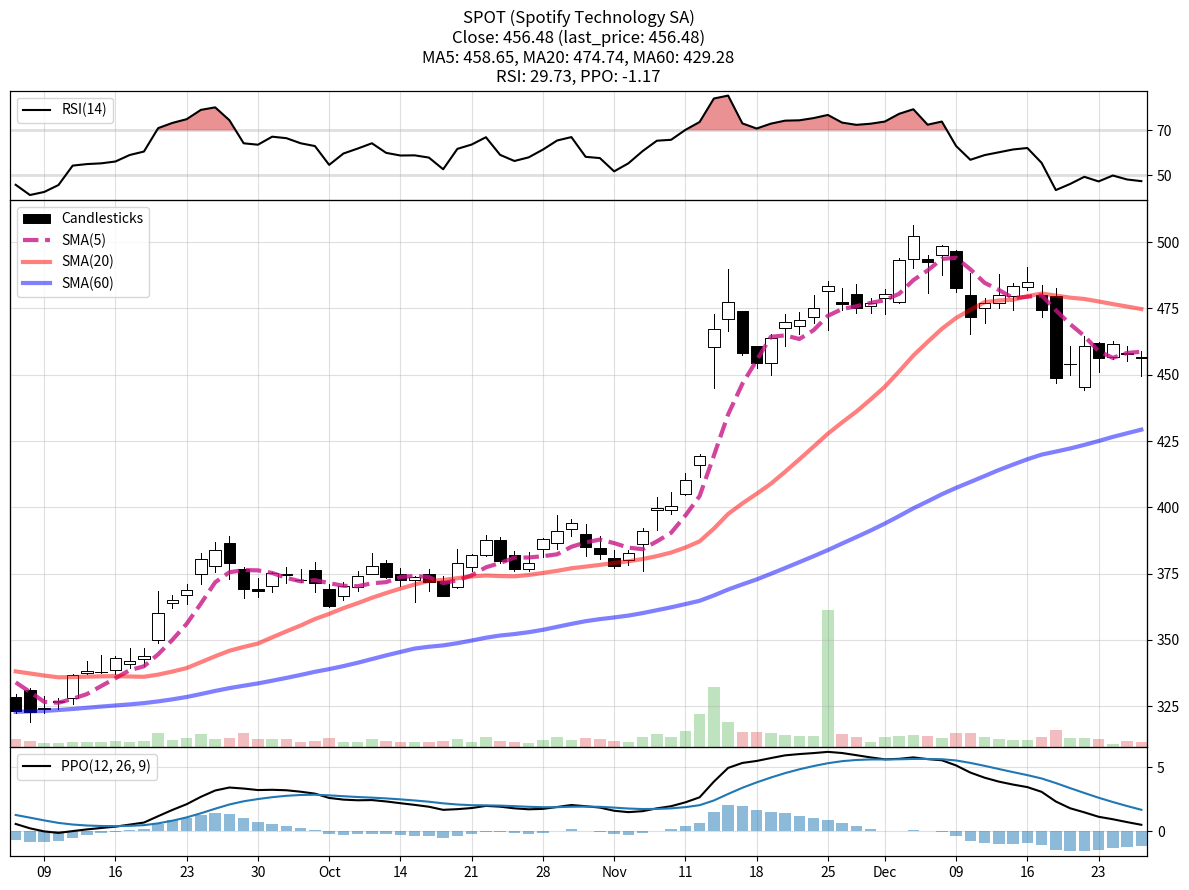 SPOT (Spotify Technology SA)
Close: 456.48 (last_price: 456.48)
MA5: 458.65, MA20: 474.74, MA60: 429.28
RSI: 29.73, PPO: -1.17
RSI(14)
70
50
Candlesticks
SMA(5)
SMA(20)
SMA(60)
500
475
450
425
400
375
350
325
PPO(12, 26, 9)
5
0
09 16 23 30 Oct 14 21 28 Nov 11 18 25 Dec 09 16 23